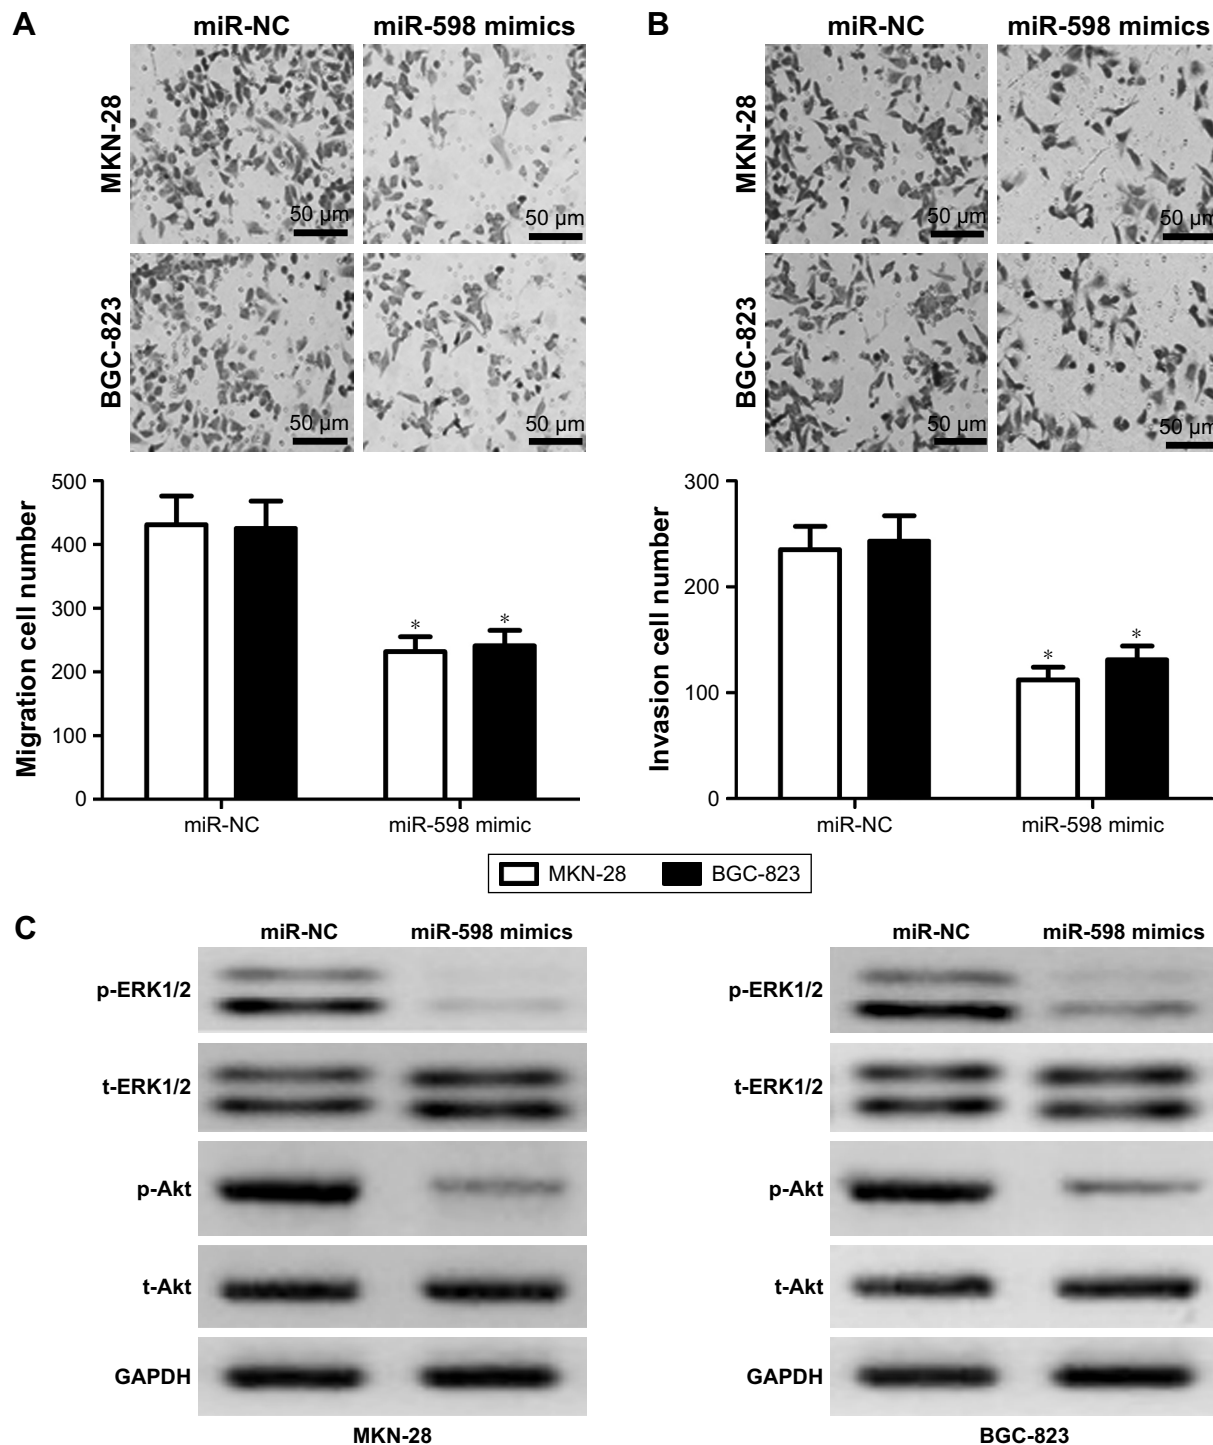 A
miR-NC
miR-598 mimics
MKN-28
50 µm
50 µm
BGC-823
50 µm
50 µm
Migration cell number
500
400
300
200
100
0
*
*
miR-NC
miR-598 mimic
B
miR-NC
miR-598 mimics
MKN-28
50 µm
50 µm
BGC-823
50 µm
50 µm
Invasion cell number
300
200
100
0
*
*
miR-NC
miR-598 mimic
MKN-28
BGC-823
C
miR-NC
miR-598 mimics
p-ERK1/2
t-ERK1/2
p-Akt
t-Akt
GAPDH
MKN-28
miR-NC
miR-598 mimics
p-ERK1/2
t-ERK1/2
p-Akt
t-Akt
GAPDH
BGC-823